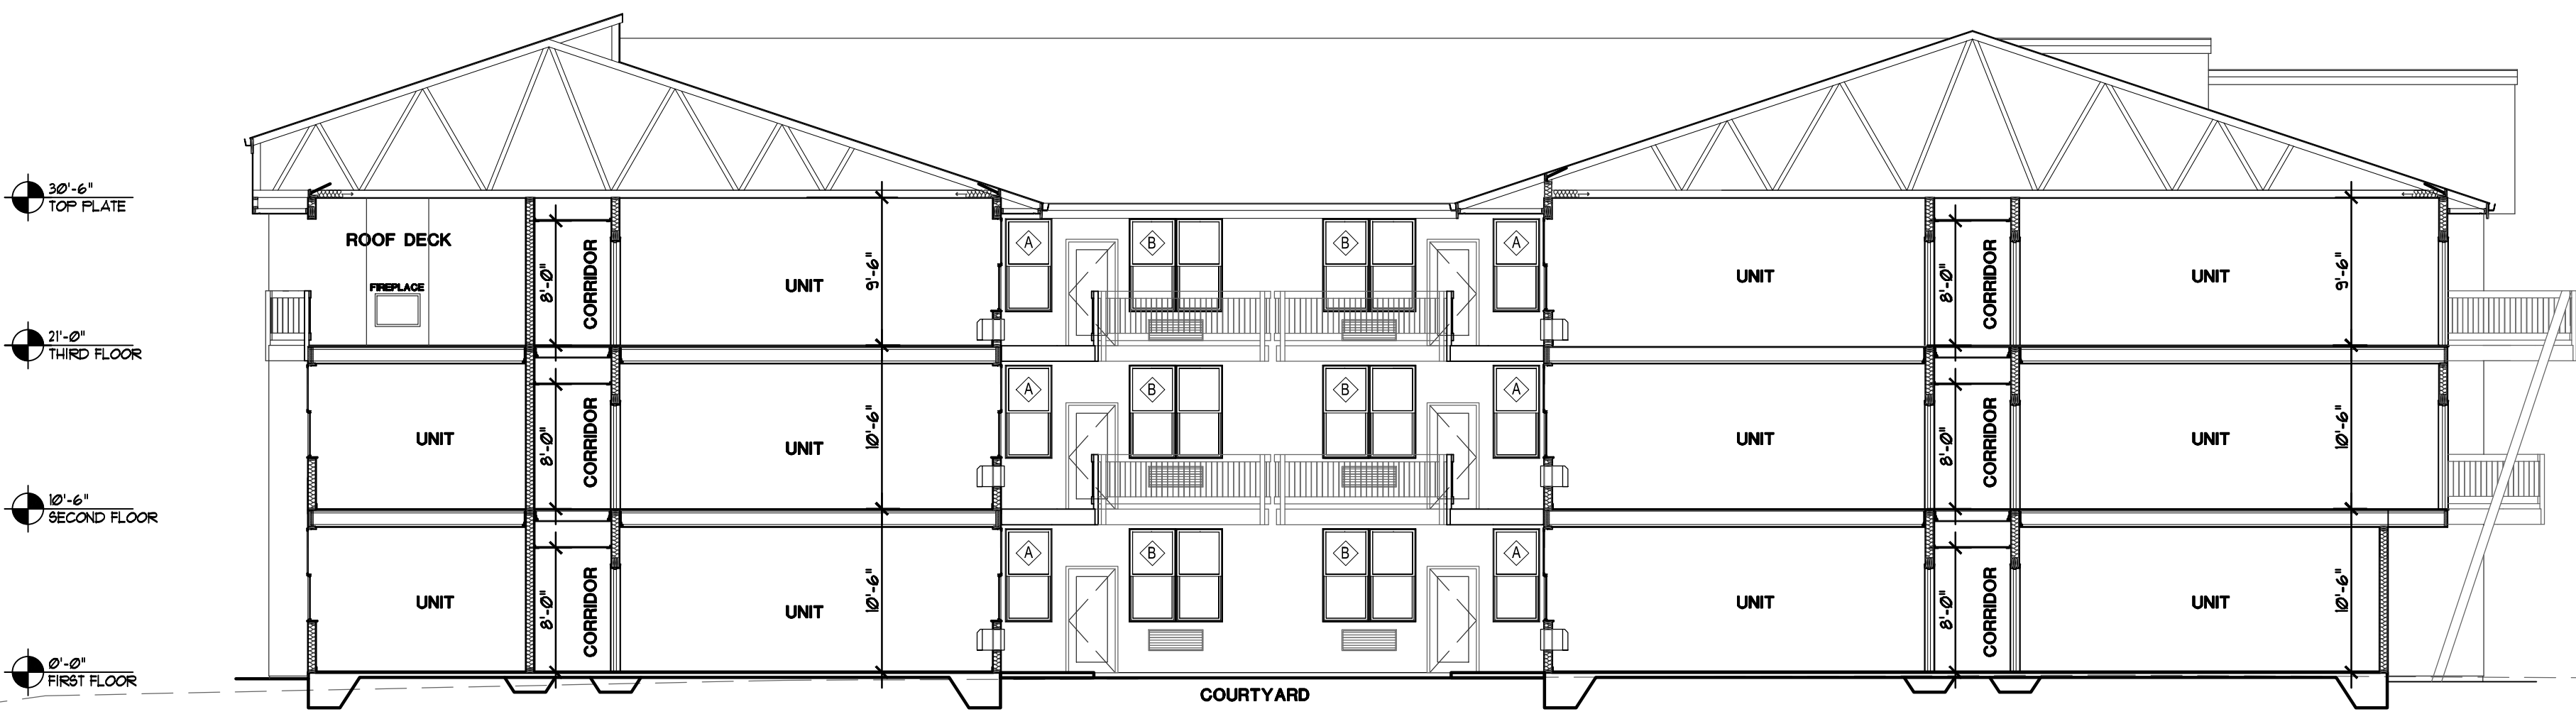 30'-6"
TOP PLATE
ROOF DECK
FIREPLACE
8'-0"
CORRIDOR
UNIT
9'-6"
A
B
B
A
UNIT
8'-0"
CORRIDOR
UNIT
9'-6"
21'-0"
THIRD FLOOR
UNIT
8'-0"
CORRIDOR
UNIT
10'-6"
A
B
B
A
UNIT
8'-0"
CORRIDOR
UNIT
10'-6"
10'-6"
SECOND FLOOR
UNIT
8'-0"
CORRIDOR
UNIT
10'-6"
A
B
B
A
UNIT
8'-0"
CORRIDOR
UNIT
10'-6"
0'-0"
FIRST FLOOR
COURTYARD